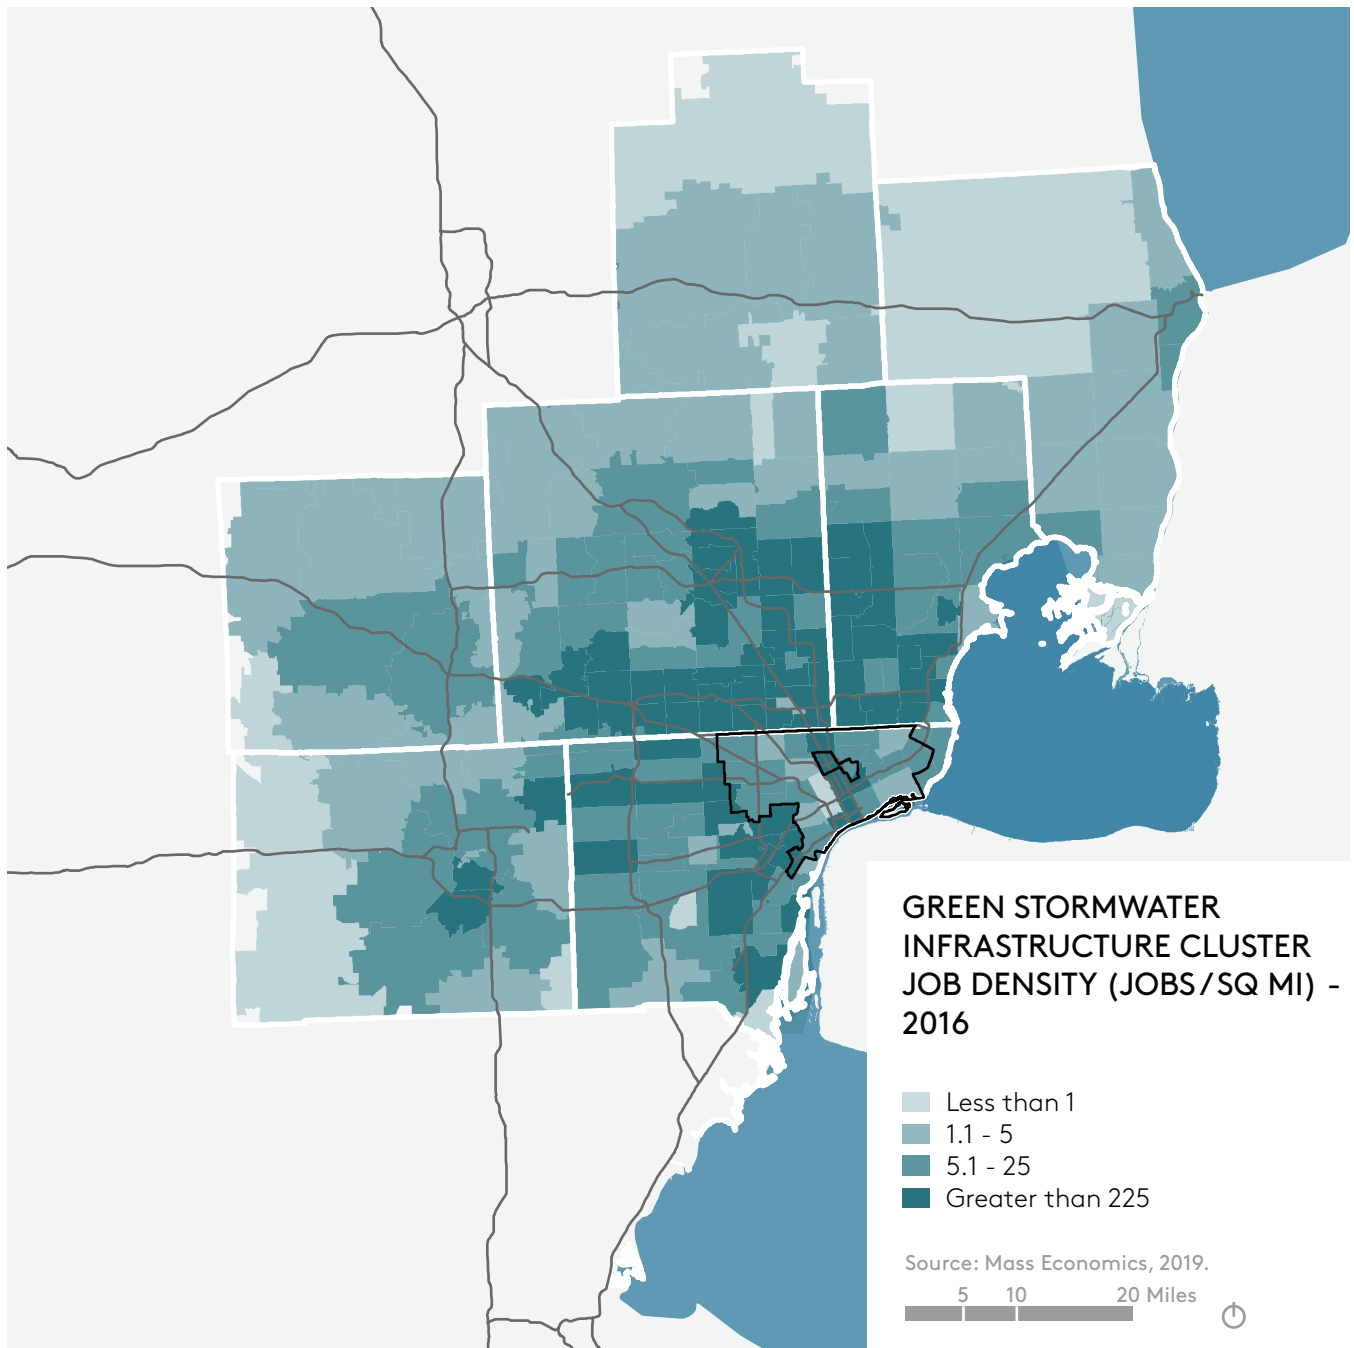 GREEN STORMWATER
INFRASTRUCTURE CLUSTER
JOB DENSITY (JOBS/SQ MI) -
2016
Less than 1
1.1 - 5
5.1 - 25
Greater than 225
Source: Mass Economics, 2019.
5 10 20 Miles